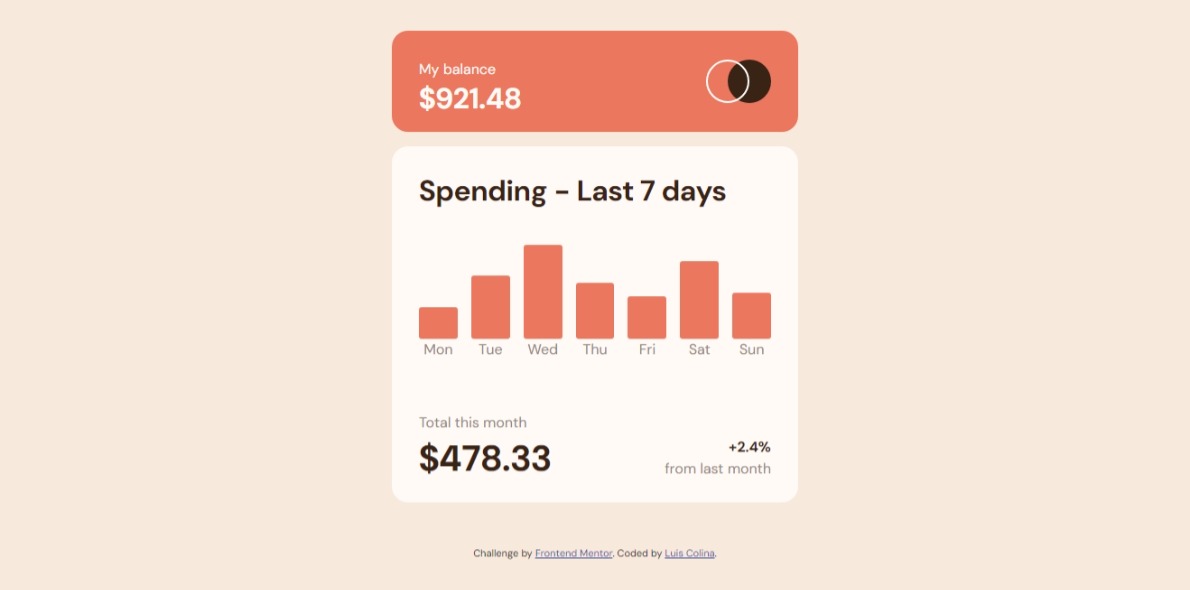 My balance
$921.48
Spending - Last 7 days
Mon Tue Wed Thu Fri Sat Sun
Total this month
$478.33
+2.4%
from last month
Challenge by Frontend Mentor. Coded by Luis Colina.